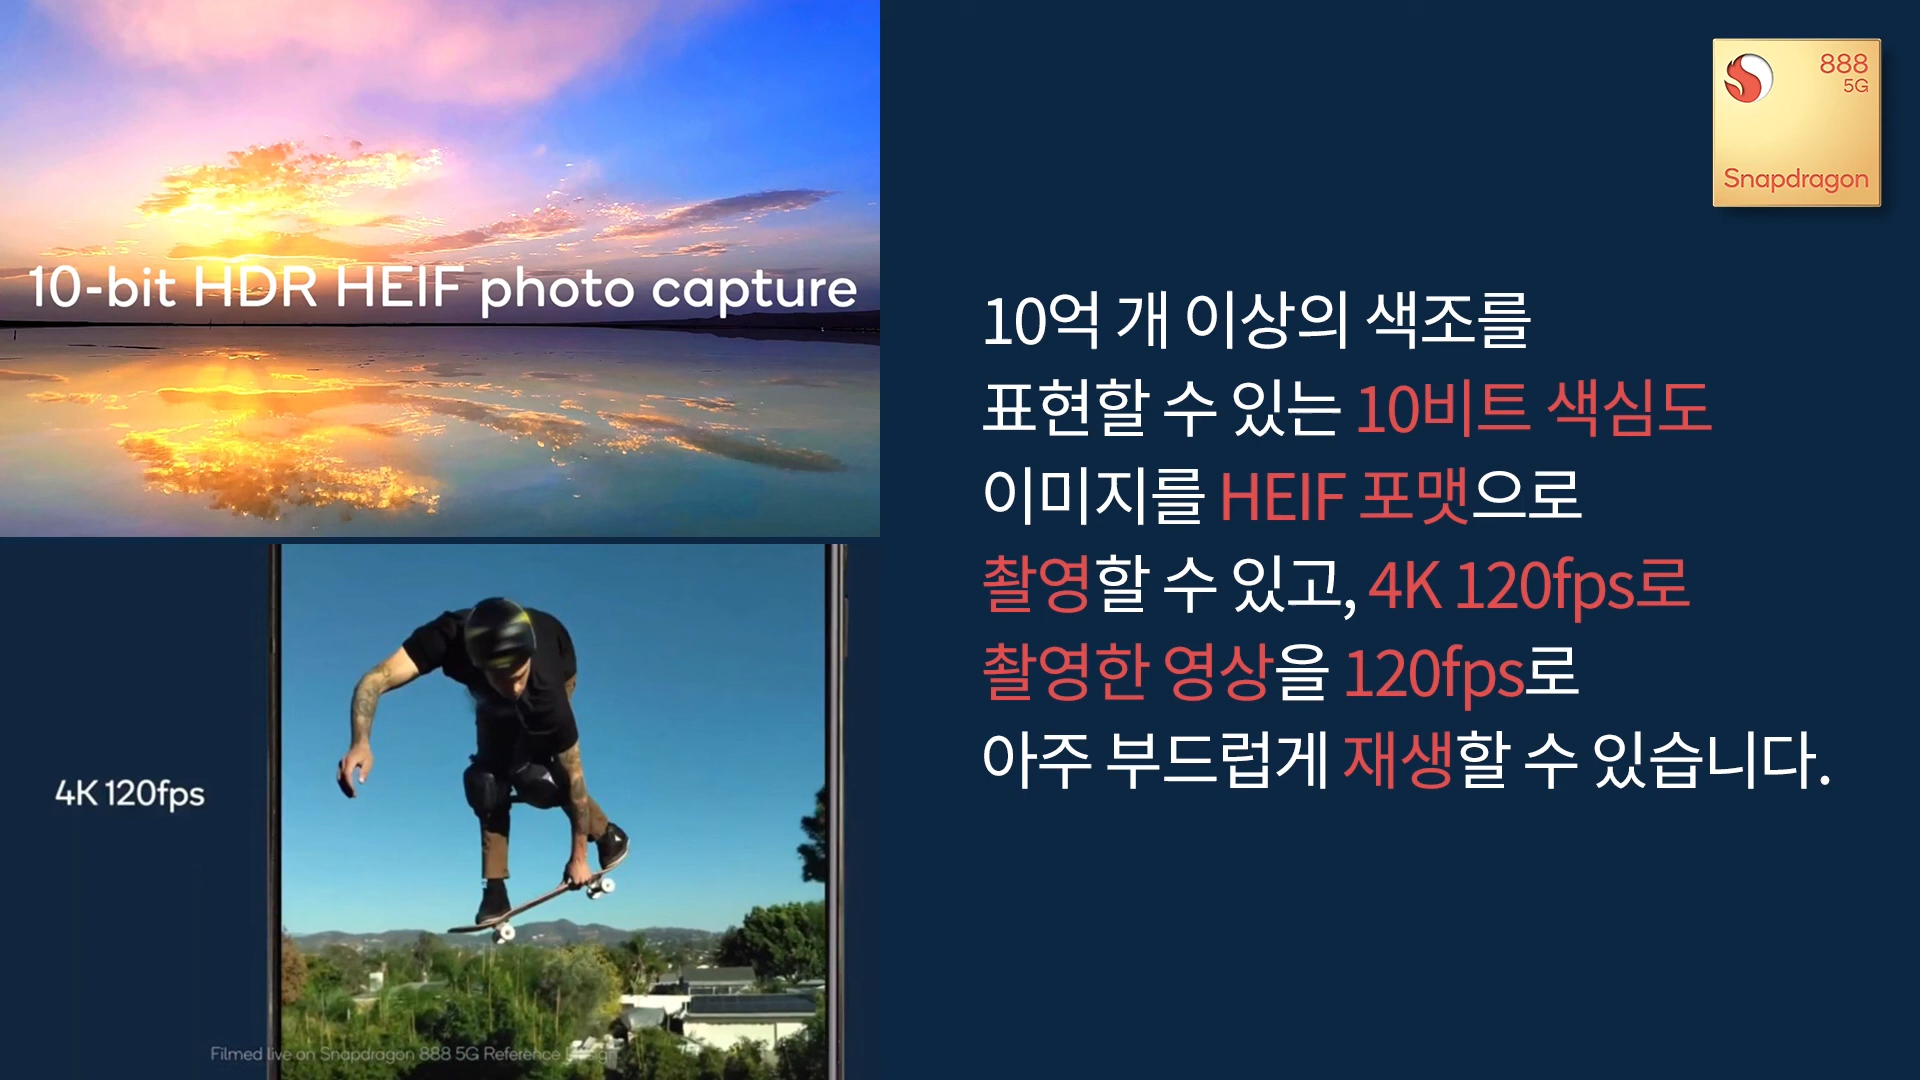 10-bit HDR HEIF photo capture
4K 120fps
Filmed live on Snapdragon 888 5G Reference Design
888
5G
Snapdragon
10억 개 이상의 색조를
표현할 수 있는 10비트 색심도
이미지를 HEIF 포맷으로
촬영할 수 있고, 4K 120fps로
촬영한 영상을 120fps로
아주 부드럽게 재생할 수 있습니다.